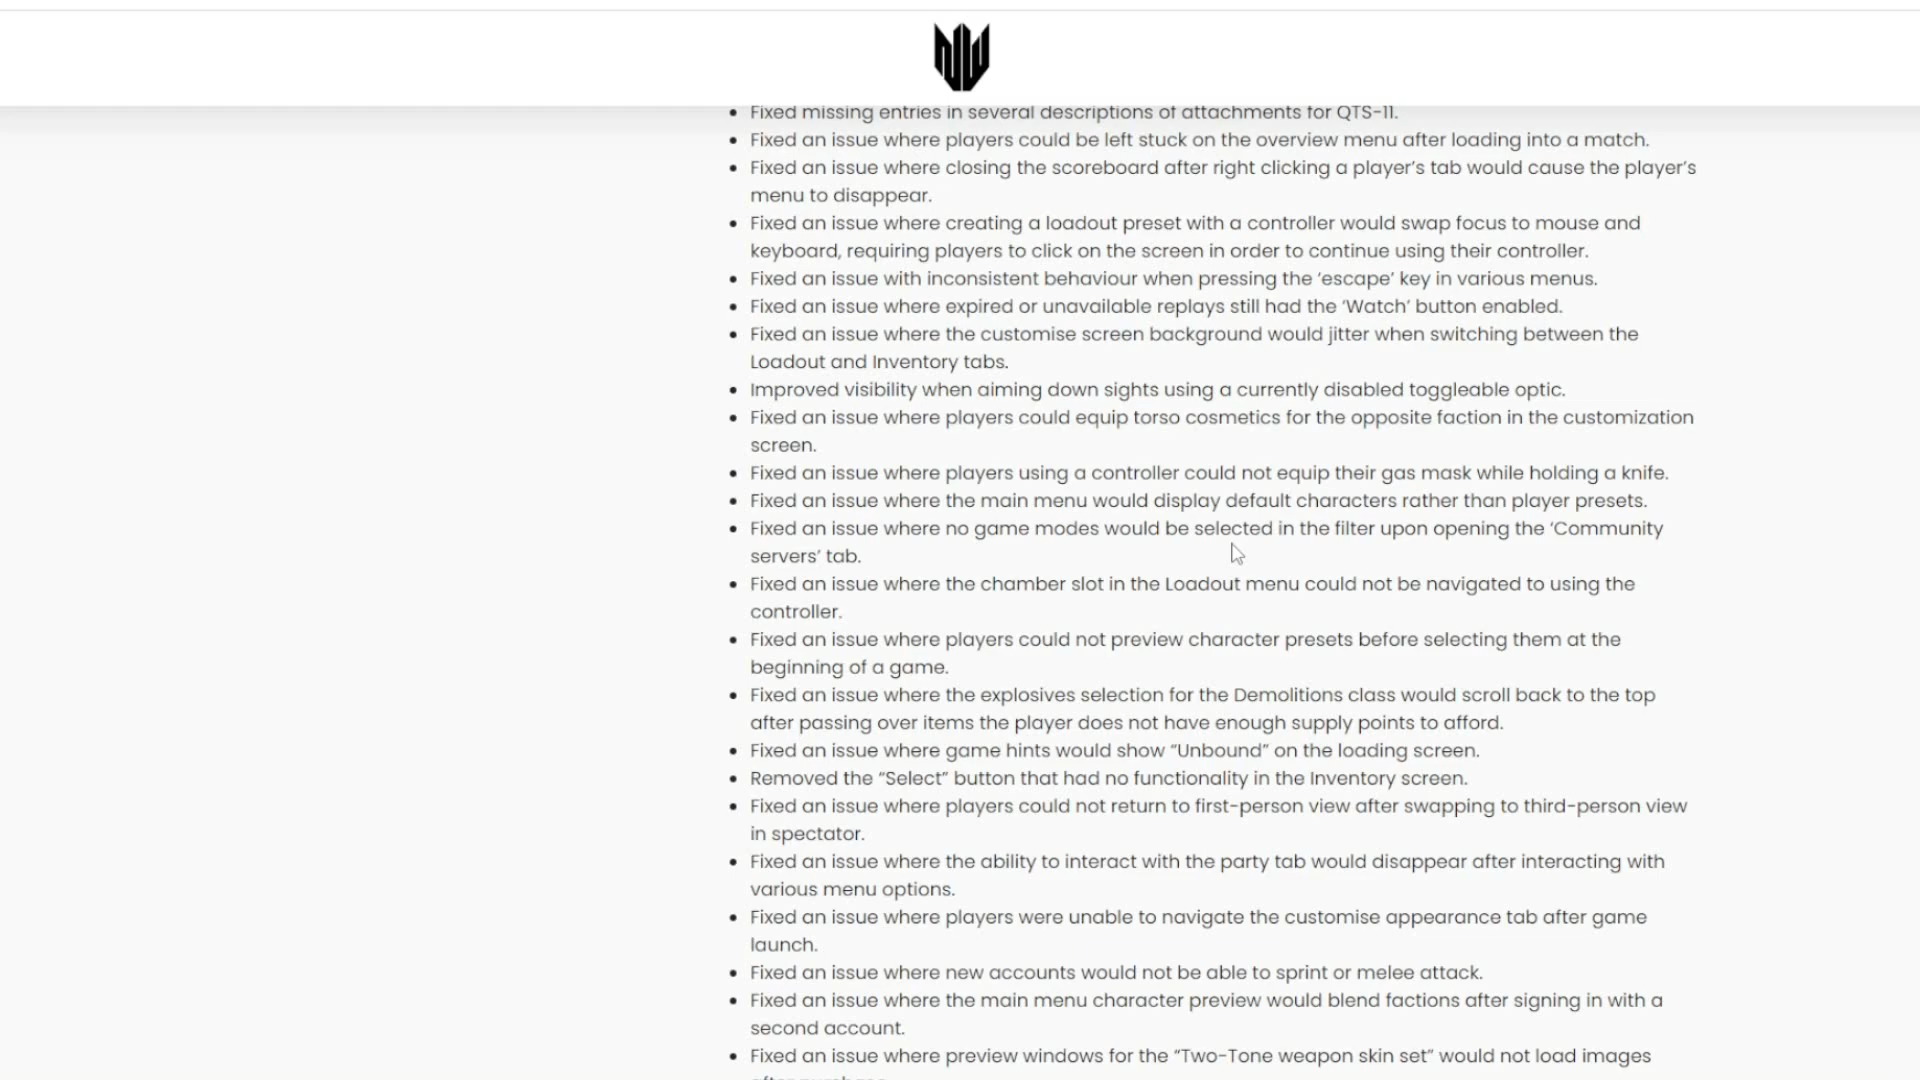 Fixed missing entries in several descriptions of attachments for QTS-11.
Fixed an issue where players could be left stuck on the overview menu after loading into a match.
Fixed an issue where closing the scoreboard after right clicking a player’s tab would cause the player’s
menu to disappear.
Fixed an issue where creating a loadout preset with a controller would swap focus to mouse and
keyboard, requiring players to click on the screen in order to continue using their controller.
Fixed an issue with inconsistent behaviour when pressing the ‘escape’ key in various menus.
Fixed an issue where expired or unavailable replays still had the ‘Watch’ button enabled.
Fixed an issue where the customise screen background would jitter when switching between the
Loadout and Inventory tabs.
Improved visibility when aiming down sights using a currently disabled toggleable optic.
Fixed an issue where players could equip torso cosmetics for the opposite faction in the customization
screen.
Fixed an issue where players using a controller could not equip their gas mask while holding a knife.
Fixed an issue where the main menu would display default characters rather than player presets.
Fixed an issue where no game modes would be selected in the filter upon opening the ‘Community
servers’ tab.
Fixed an issue where the chamber slot in the Loadout menu could not be navigated to using the
controller.
Fixed an issue where players could not preview character presets before selecting them at the
beginning of a game.
Fixed an issue where the explosives selection for the Demolitions class would scroll back to the top
after passing over items the player does not have enough supply points to afford.
Fixed an issue where game hints would show “Unbound” on the loading screen.
Removed the “Select” button that had no functionality in the Inventory screen.
Fixed an issue where players could not return to first-person view after swapping to third-person view
in spectator.
Fixed an issue where the ability to interact with the party tab would disappear after interacting with
various menu options.
Fixed an issue where players were unable to navigate the customise appearance tab after game
launch.
Fixed an issue where new accounts would not be able to sprint or melee attack.
Fixed an issue where the main menu character preview would blend factions after signing in with a
second account.
Fixed an issue where preview windows for the “Two-Tone weapon skin set” would not load images